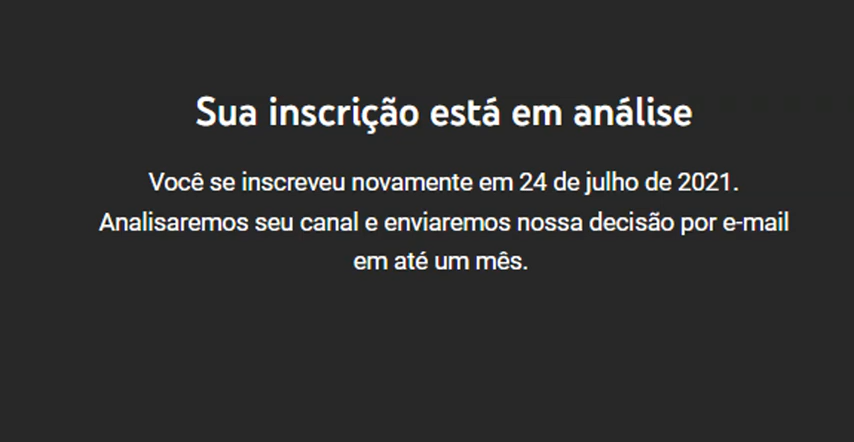 Sua inscrição está em análise
Você se inscreveu novamente em 24 de julho de 2021.
Analisaremos seu canal e enviaremos nossa decisão por e-mail
em até um mês.